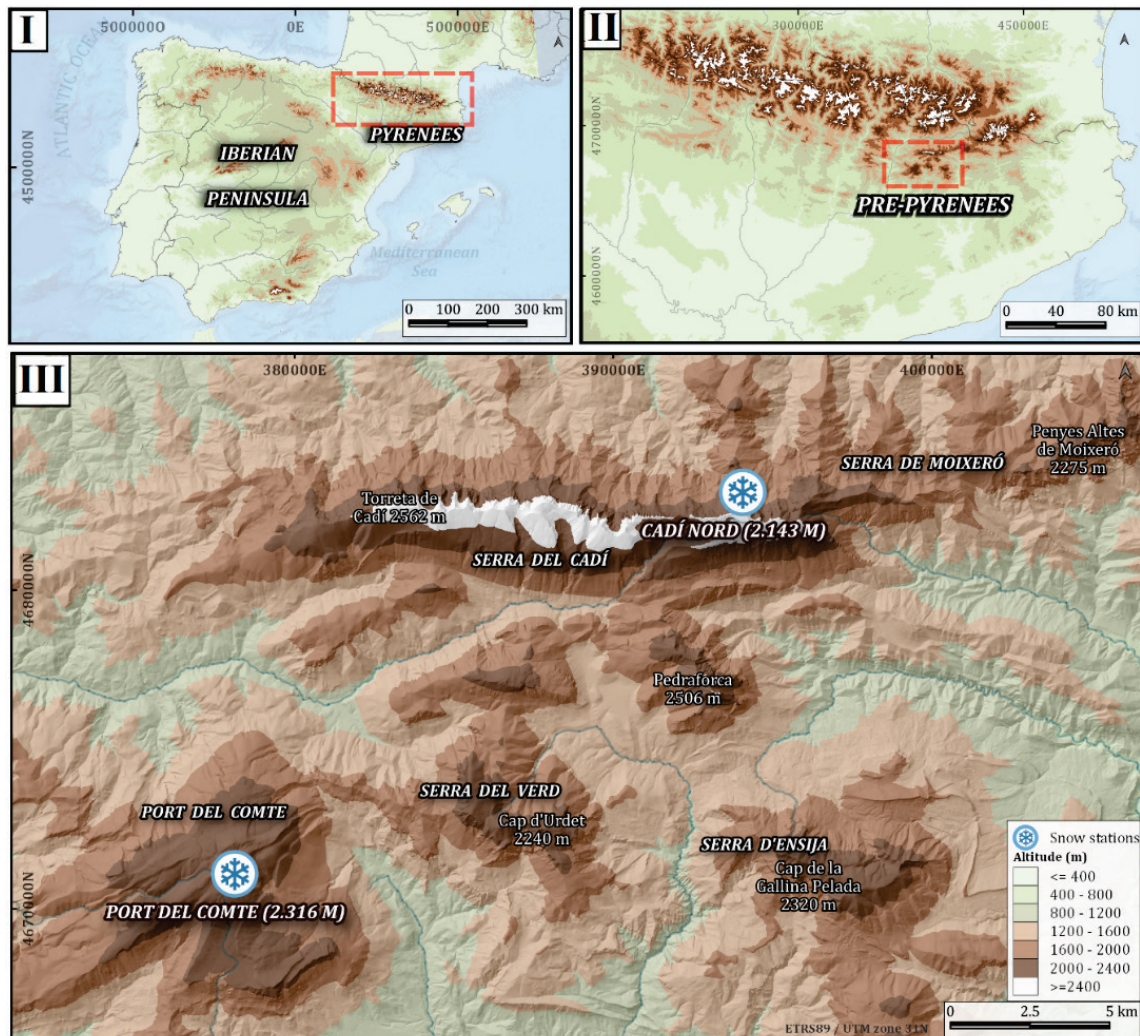 I
5000000W
0E
500000E
ATLANTIC OCEAN
4500000N
PYRENEES
IBERIAN
PENINSULA
Mediterranean
Sea
0 100 200 300 km
II
300000E
450000E
4700000N
4600000N
PRE-PYRENEES
0 40 80 km
III
380000E
390000E
400000E
Penyes Altes
de Moixeró
2275 m
SERRA DE MOIXERÓ
Torreta de
Cadí 2562 m
CADÍ NORD (2.143 M)
SERRA DEL CADÍ
4680000N
Pedraforca
2506 m
SERRA DEL VERD
PORT DEL COMTE
Cap d'Urdet
2240 m
SERRA D'ENSIJA
Cap de la
Gallina Pelada
2320 m
PORT DEL COMTE (2.316 M)
4670000N
Snow stations
Altitude (m)
<= 400
400 - 800
800 - 1200
1200 - 1600
1600 - 2000
2000 - 2400
>=2400
0 2.5 5 km
ETRS89 / UTM zone 31N